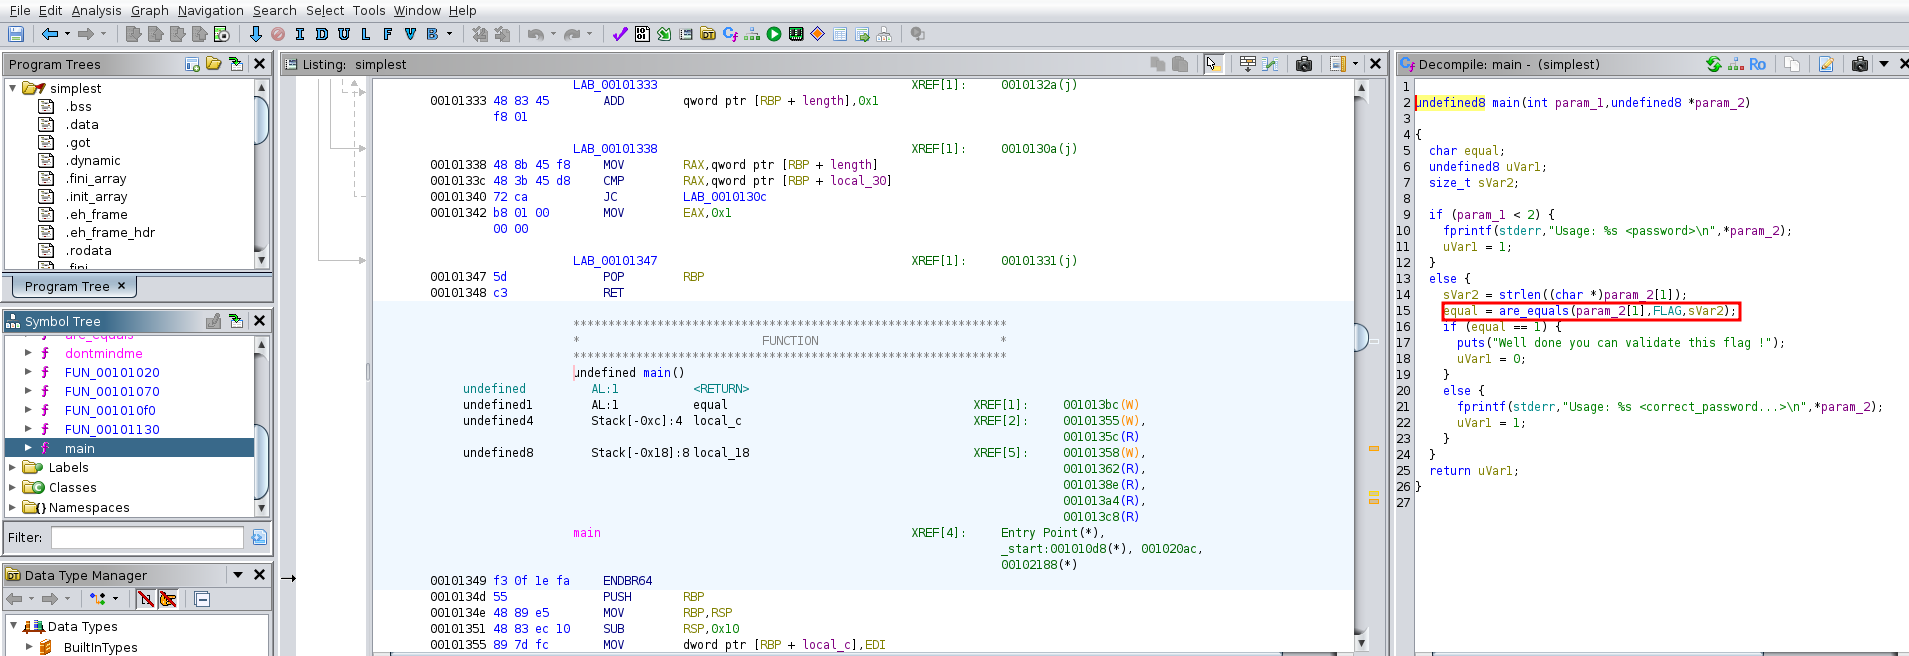 File Edit Analysis Graph Navigation Search Select Tools Window Help
I D U L F V B
Program Trees
simplest
.bss
.data
.got
.dynamic
.fini_array
.init_array
.eh_frame
.eh_frame_hdr
.rodata
.fini
Program Tree ×
Symbol Tree
are_equals
dontmindme
FUN_00101020
FUN_00101070
FUN_001010f0
FUN_00101130
main
Labels
Classes
Namespaces
Filter:
Data Type Manager
Data Types
BuiltInTypes
Listing: simplest
LAB_00101333 XREF[1]: 0010132a(j)
00101333 48 83 45 ADD qword ptr [RBP + length],0x1
f8 01
LAB_00101338 XREF[1]: 0010130a(j)
00101338 48 8b 45 f8 MOV RAX,qword ptr [RBP + length]
0010133c 48 3b 45 d8 CMP RAX,qword ptr [RBP + local_30]
00101340 72 ca JC LAB_0010130c
00101342 b8 01 00 MOV EAX,0x1
00 00
LAB_00101347 XREF[1]: 00101331(j)
00101347 5d POP RBP
00101348 c3 RET
**************************************************************
* FUNCTION *
**************************************************************
undefined main()
undefined AL:1 <RETURN>
undefined1 AL:1 equal XREF[1]: 001013bc(W)
undefined4 Stack[-0xc]:4 local_c XREF[2]: 00101355(W),
0010135c(R)
undefined8 Stack[-0x18]:8 local_18 XREF[5]: 00101358(W),
00101362(R),
0010138e(R),
001013a4(R),
001013c8(R)
main XREF[4]: Entry Point(*),
_start:001010d8(*), 001020ac,
00102188(*)
00101349 f3 0f 1e fa ENDBR64
0010134d 55 PUSH RBP
0010134e 48 89 e5 MOV RBP,RSP
00101351 48 83 ec 10 SUB RSP,0x10
00101355 89 7d fc MOV dword ptr [RBP + local_c],EDI
Decompile: main - (simplest)
Ro
1
2 undefined8 main(int param_1,undefined8 *param_2)
3
4 {
5 char equal;
6 undefined8 uVar1;
7 size_t sVar2;
8
9 if (param_1 < 2) {
10 fprintf(stderr,"Usage: %s <password>\n",*param_2);
11 uVar1 = 1;
12 }
13 else {
14 sVar2 = strlen((char *)param_2[1]);
15 equal = are_equals(param_2[1],FLAG,sVar2);
16 if (equal == 1) {
17 puts("Well done you can validate this flag !");
18 uVar1 = 0;
19 }
20 else {
21 fprintf(stderr,"Usage: %s <correct_password...>\n",*param_2);
22 uVar1 = 1;
23 }
24 }
25 return uVar1;
26 }
27